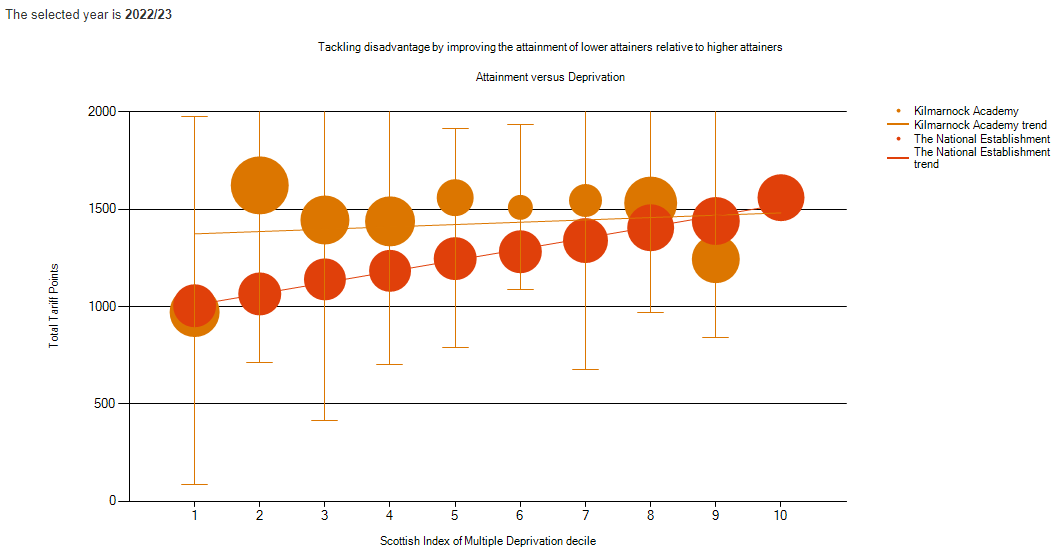 The selected year is 2022/23
Tackling disadvantage by improving the attainment of lower attainers relative to higher attainers
Attainment versus Deprivation
2000
1500
1000
500
0
Total Tariff Points
1 2 3 4 5 6 7 8 9 10
Scottish Index of Multiple Deprivation decile
Kilmarnock Academy
Kilmarnock Academy trend
The National Establishment
The National Establishment
trend